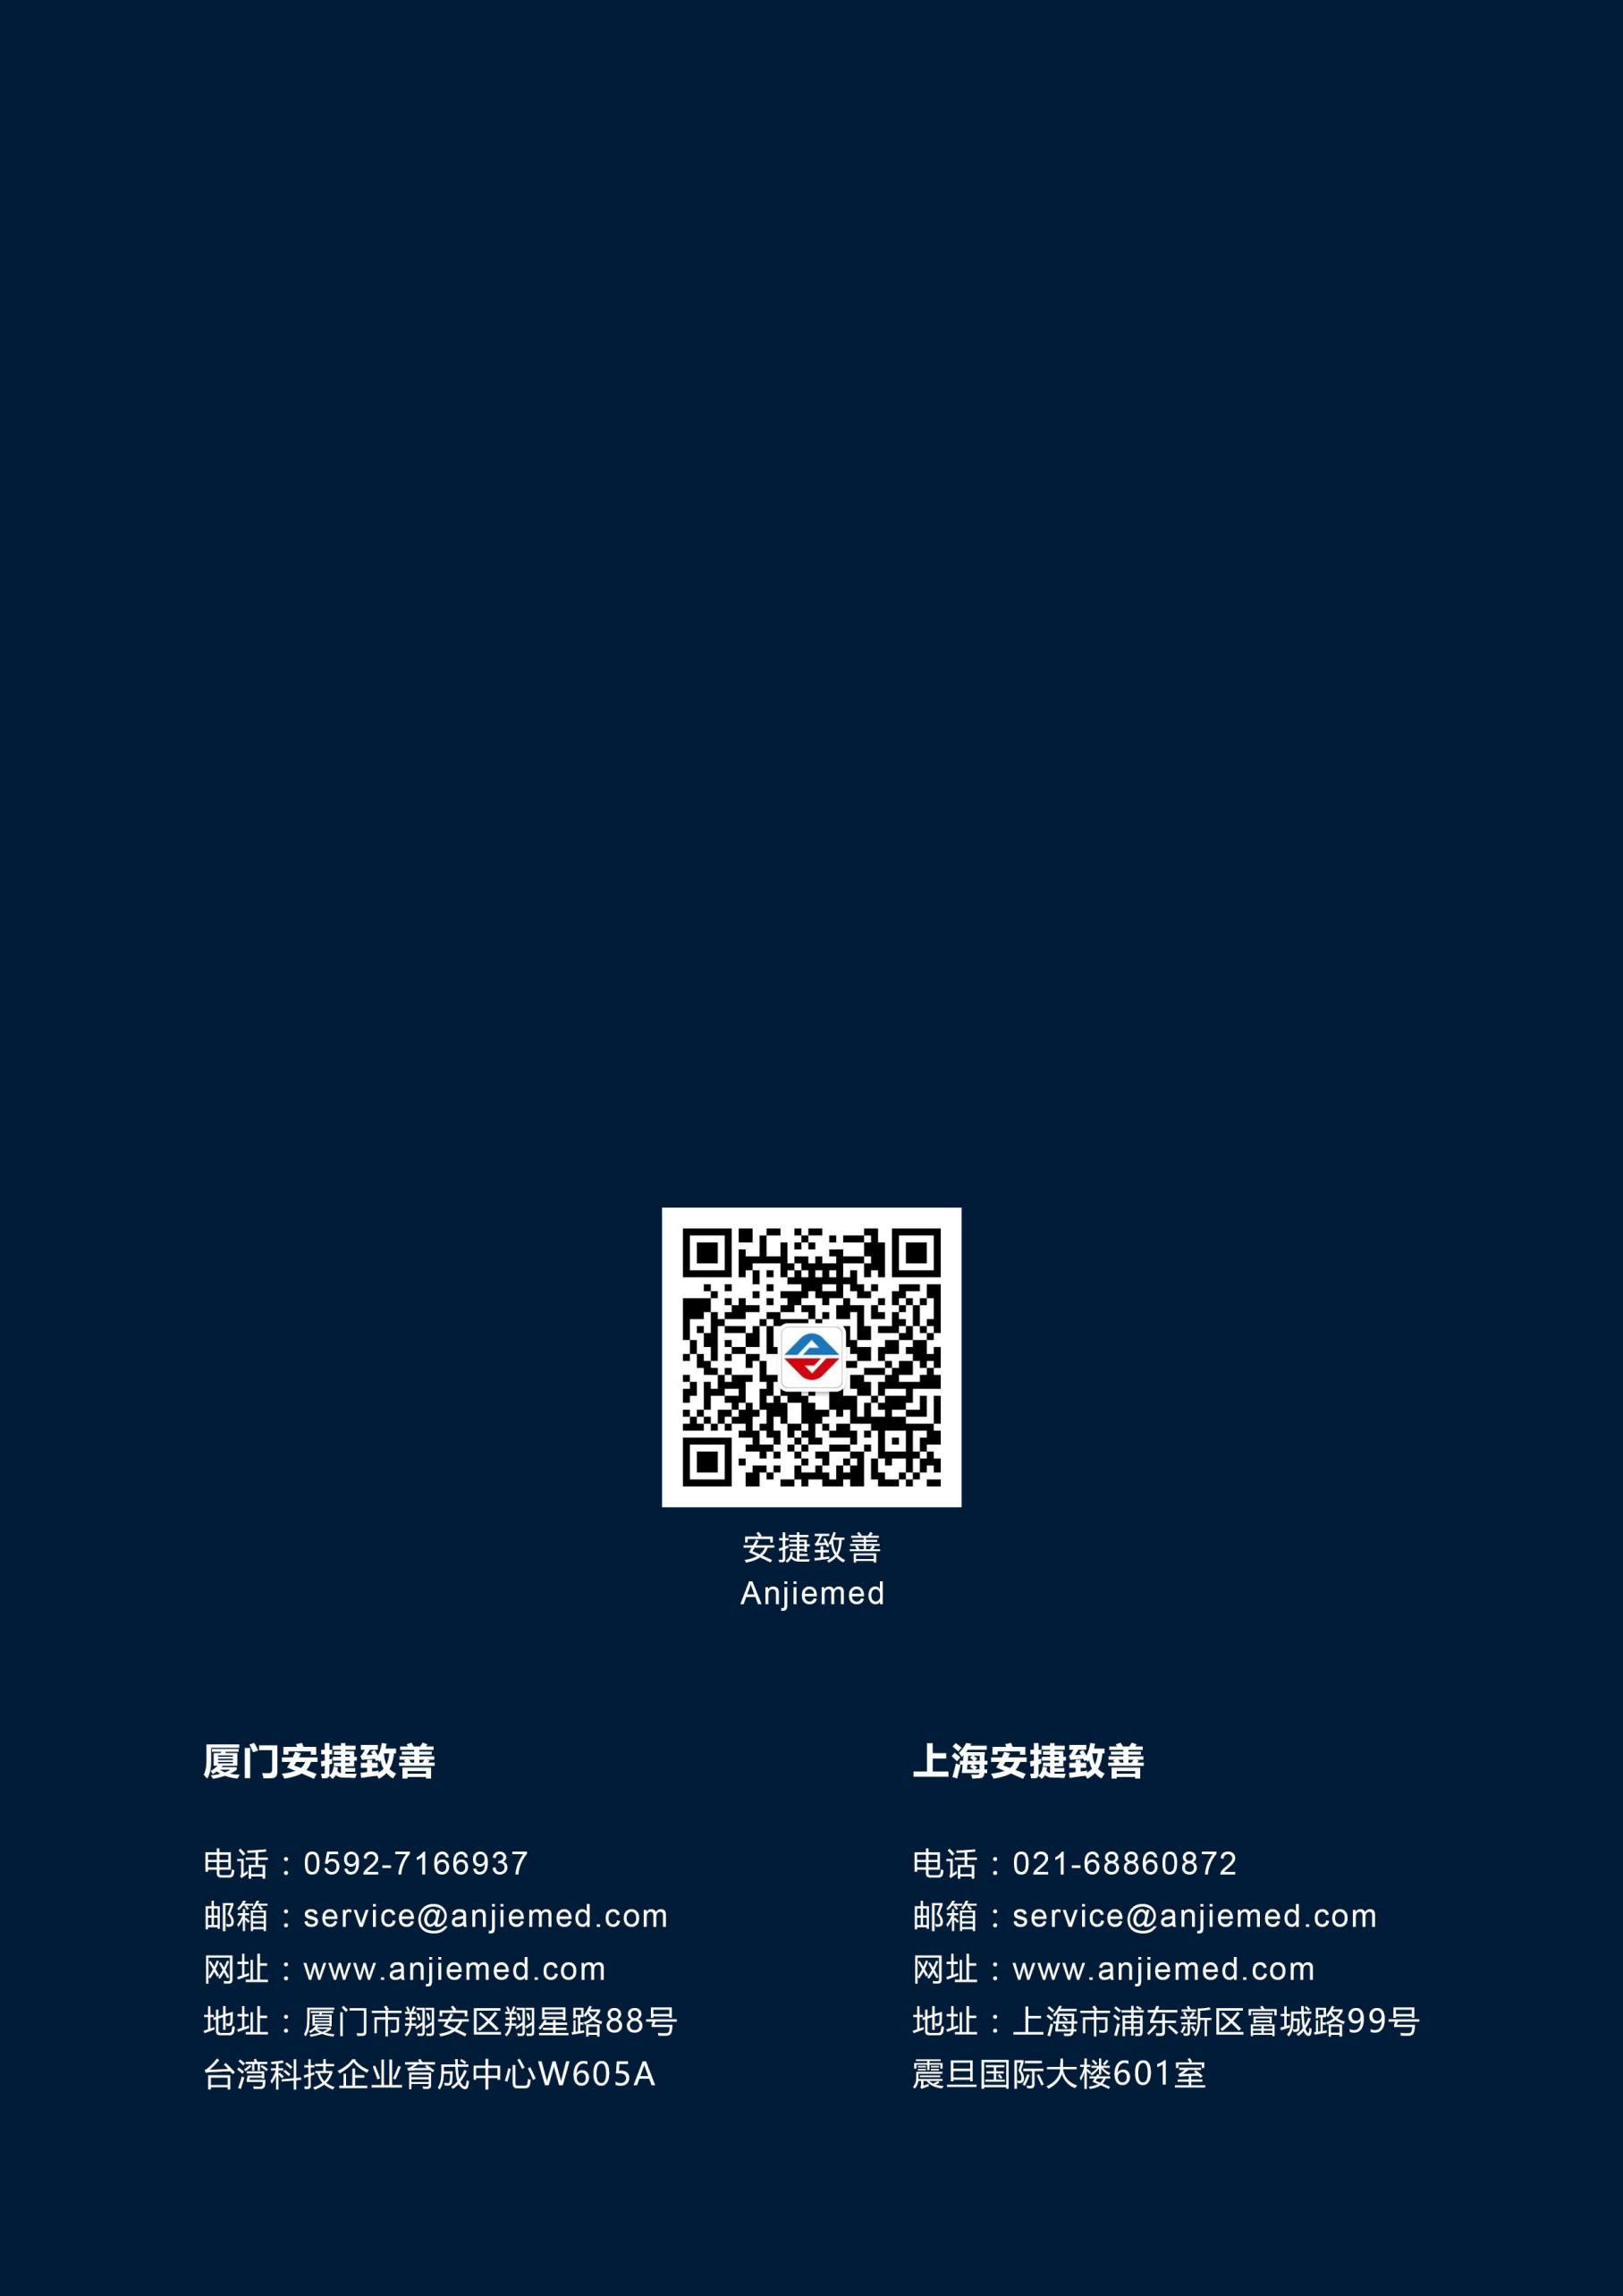 安捷致善
Anjiemed
厦门安捷致善
电话：0592-7166937
邮箱：service@anjiemed.com
网址：www.anjiemed.com
地址：厦门市翔安区翔星路88号
台湾科技企业育成中心W605A
上海安捷致善
电话：021-68860872
邮箱：service@anjiemed.com
网址：www.anjiemed.com
地址：上海市浦东新区富城路99号
震旦国际大楼601室